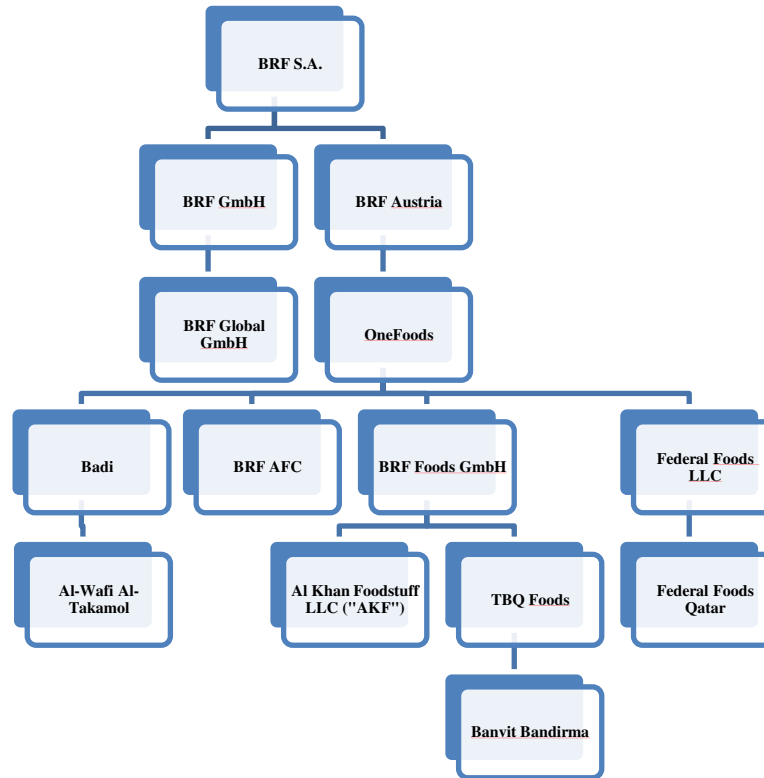 BRF S.A.
BRF GmbH
BRF Austria
BRF Global
GmbH
OneFoods
Badi
BRF AFC
BRF Foods GmbH
Federal Foods
LLC
Al-Wafi Al-
Takamol
Al Khan Foodstuff
LLC ("AKF")
TBQ Foods
Federal Foods
Qatar
Banvit Bandirma